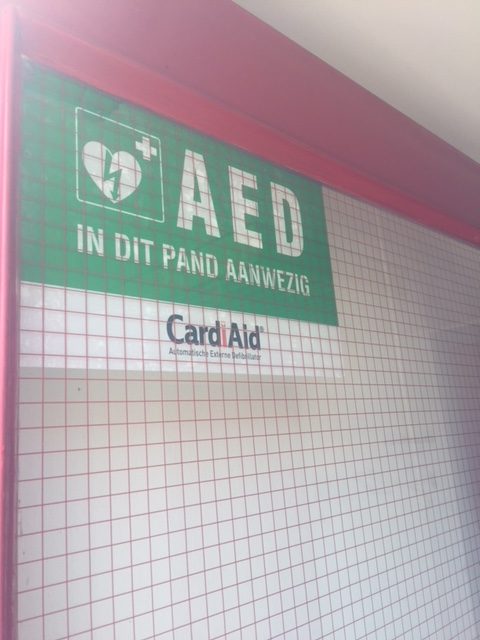 AED
IN DIT PAND AANWEZIG
CardiAid®
Automatische Externe Defibrillator